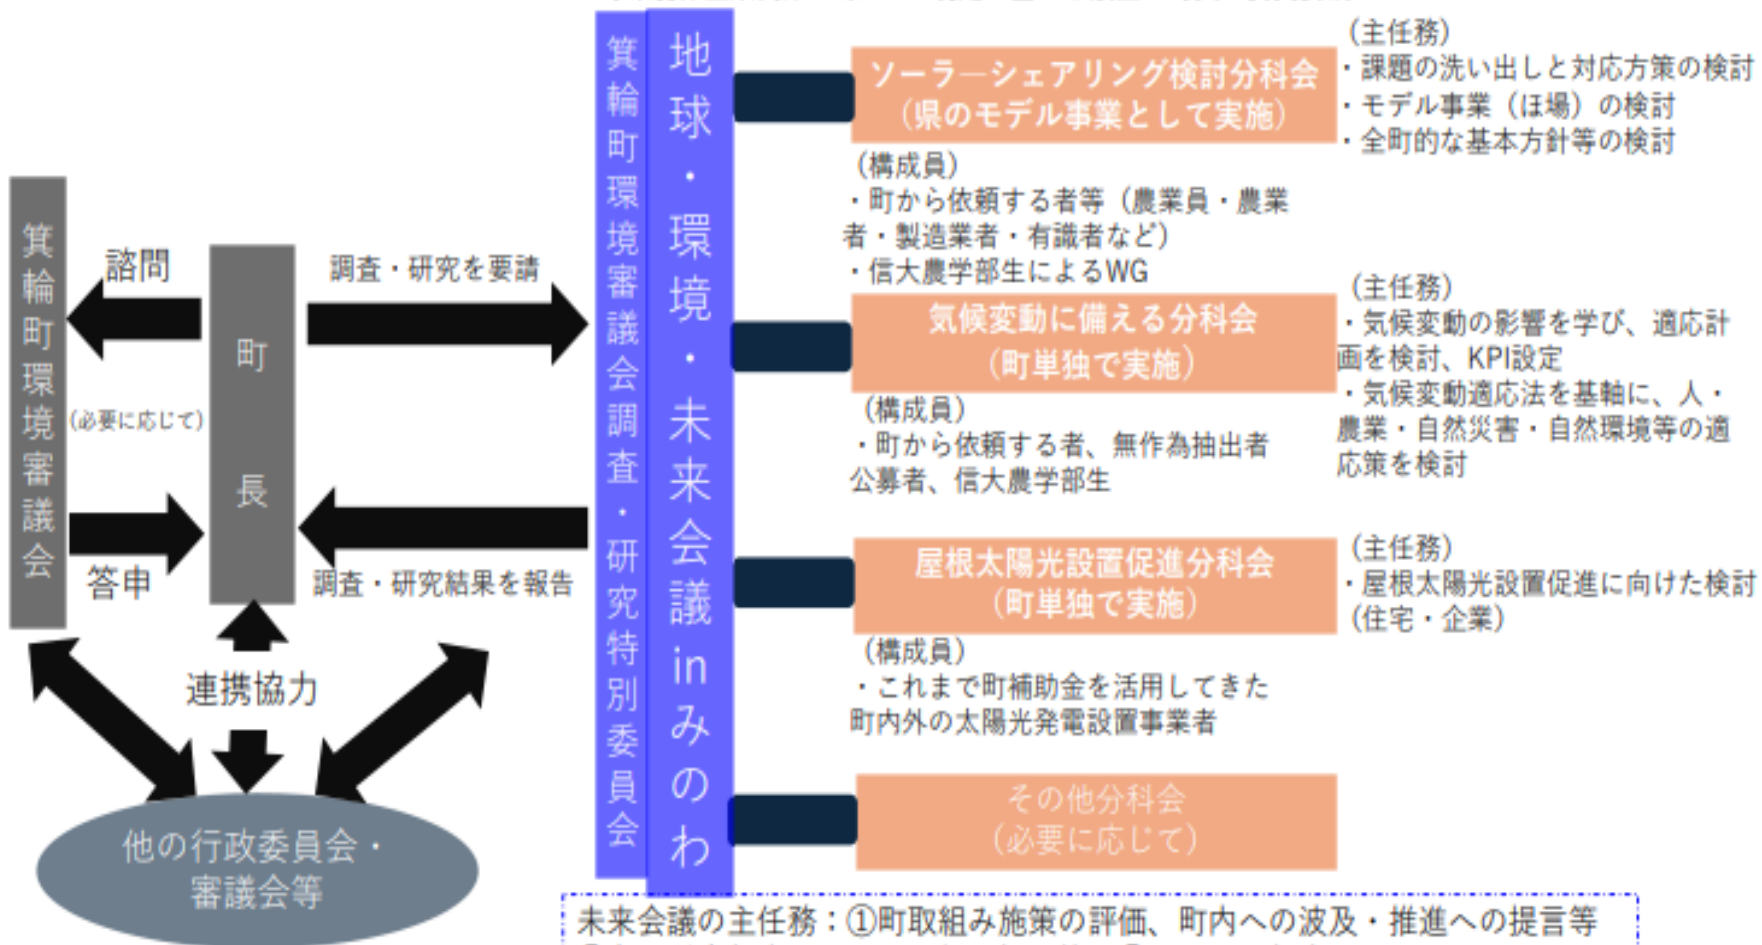 箕輪町環境審議会
諮問
(必要に応じて)
答申
町長
調査・研究を要請
調査・研究結果を報告
連携協力
他の行政委員会・
審議会等
箕輪町環境審議会調査・研究特別委員会
地球・環境・未来会議inみのわ
ソーラーシェアリング検討分科会
（県のモデル事業として実施）
（主任務）
・課題の洗い出しと対応方策の検討
・モデル事業（ほ場）の検討
・全町的な基本方針等の検討
（構成員）
・町から依頼する者等（農業員・農業
者・製造業者・有識者など）
・信大農学部生によるWG
気候変動に備える分科会
（町単独で実施）
（主任務）
・気候変動の影響を学び、適応計
画を検討、KPI設定
・気候変動適応法を基軸に、人・
農業・自然災害・自然環境等の適
応策を検討
（構成員）
・町から依頼する者、無作為抽出者
公募者、信大農学部生
屋根太陽光設置促進分科会
（町単独で実施）
（主任務）
・屋根太陽光設置促進に向けた検討
（住宅・企業）
（構成員）
・これまで町補助金を活用してきた
町内外の太陽光発電設置事業者
その他分科会
（必要に応じて）
未来会議の主任務：①町取組み施策の評価、町内への波及・推進への提言等